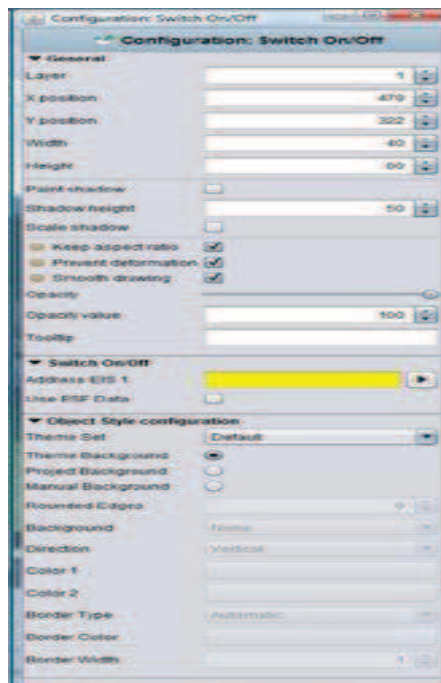 Configuration: Switch On/Off
Configuration: Switch On/Off
General
Layer 1
X position 470
Y position 322
Width 40
Height 60
Paint shadow
Shadow height 50
Scale shadow
Keep aspect ratio
Prevent deformation
Smooth drawing
Opacity
Opacity value 100
Tooltip
Switch On/Off
Address EIS 1
Use ESF Data
Object Style configuration
Theme Set Default
Theme Background
Project Background
Manual Background
Rounded Edges
Background None
Direction Vertical
Color 1
Color 2
Border Type Automatic
Border Color
Border Width 1